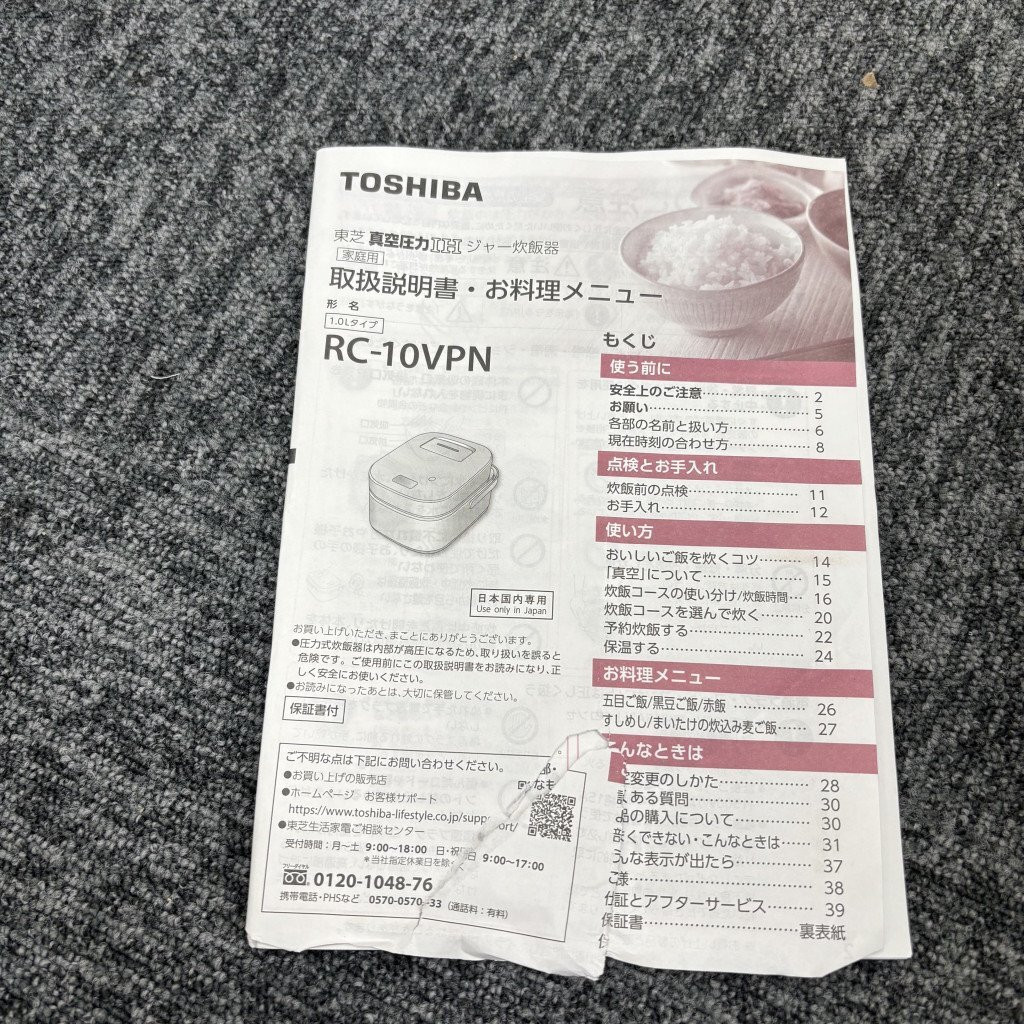 TOSHIBA
東芝 真空圧力IHジャー炊飯器
家庭用
取扱説明書・お料理メニュー
形名
1.0Lタイプ
RC-10VPN
日本国内専用
Use only in Japan
お買い上げいただき、まことにありがとうございます。
●圧力式炊飯器は内部が高圧になるため、取り扱いを誤ると
危険です。ご使用前にこの取扱説明書をお読みになり、正
しく安全にお使いください。
●お読みになったあとは、大切に保管してください。
保証書付
ご不明な点は下記にお問い合わせください。
●お買い上げの販売店
●ホームページ お客様サポート
https://www.toshiba-lifestyle.co.jp/support/
●東芝生活家電ご相談センター
受付時間:月〜土 9:00〜18:00 日・祝日 9:00〜17:00
*当社指定休業日を除く
フリーダイヤル
0120-1048-76
携帯電話・PHSなど 0570-0570-33 (通話料:有料)
もくじ
使う前に
安全上のご注意 2
お願い 5
各部の名前と扱い方 6
現在時刻の合わせ方 8
点検とお手入れ
炊飯前の点検 11
お手入れ 12
使い方
おいしいご飯を炊くコツ 14
「真空」について 15
炊飯コースの使い分け/炊飯時間 16
炊飯コースを選んで炊く 20
予約炊飯する 22
保温する 24
お料理メニュー
五目ご飯/黒豆ご飯/赤飯 26
すしめし/まいたけの炊込み麦ご飯 27
こんなときは
変更のしかた 28
ある質問 30
の購入について 30
くできない・こんなときは 31
んな表示が出たら 37
様 38
証とアフターサービス 39
保証書 裏表紙